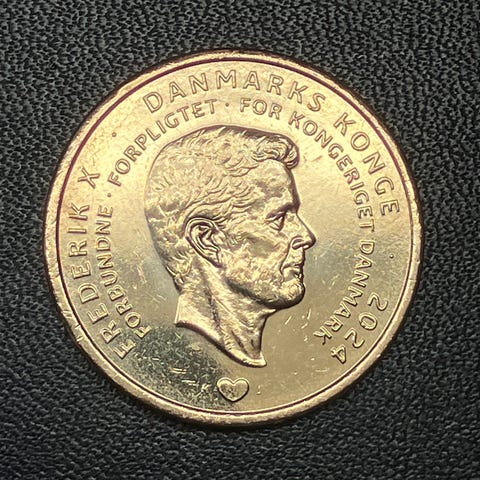 FREDERIK X DANMARKS KONGE 2024
FORBUNDNE · FORPLIGTET · FOR KONGERIGET DANMARK